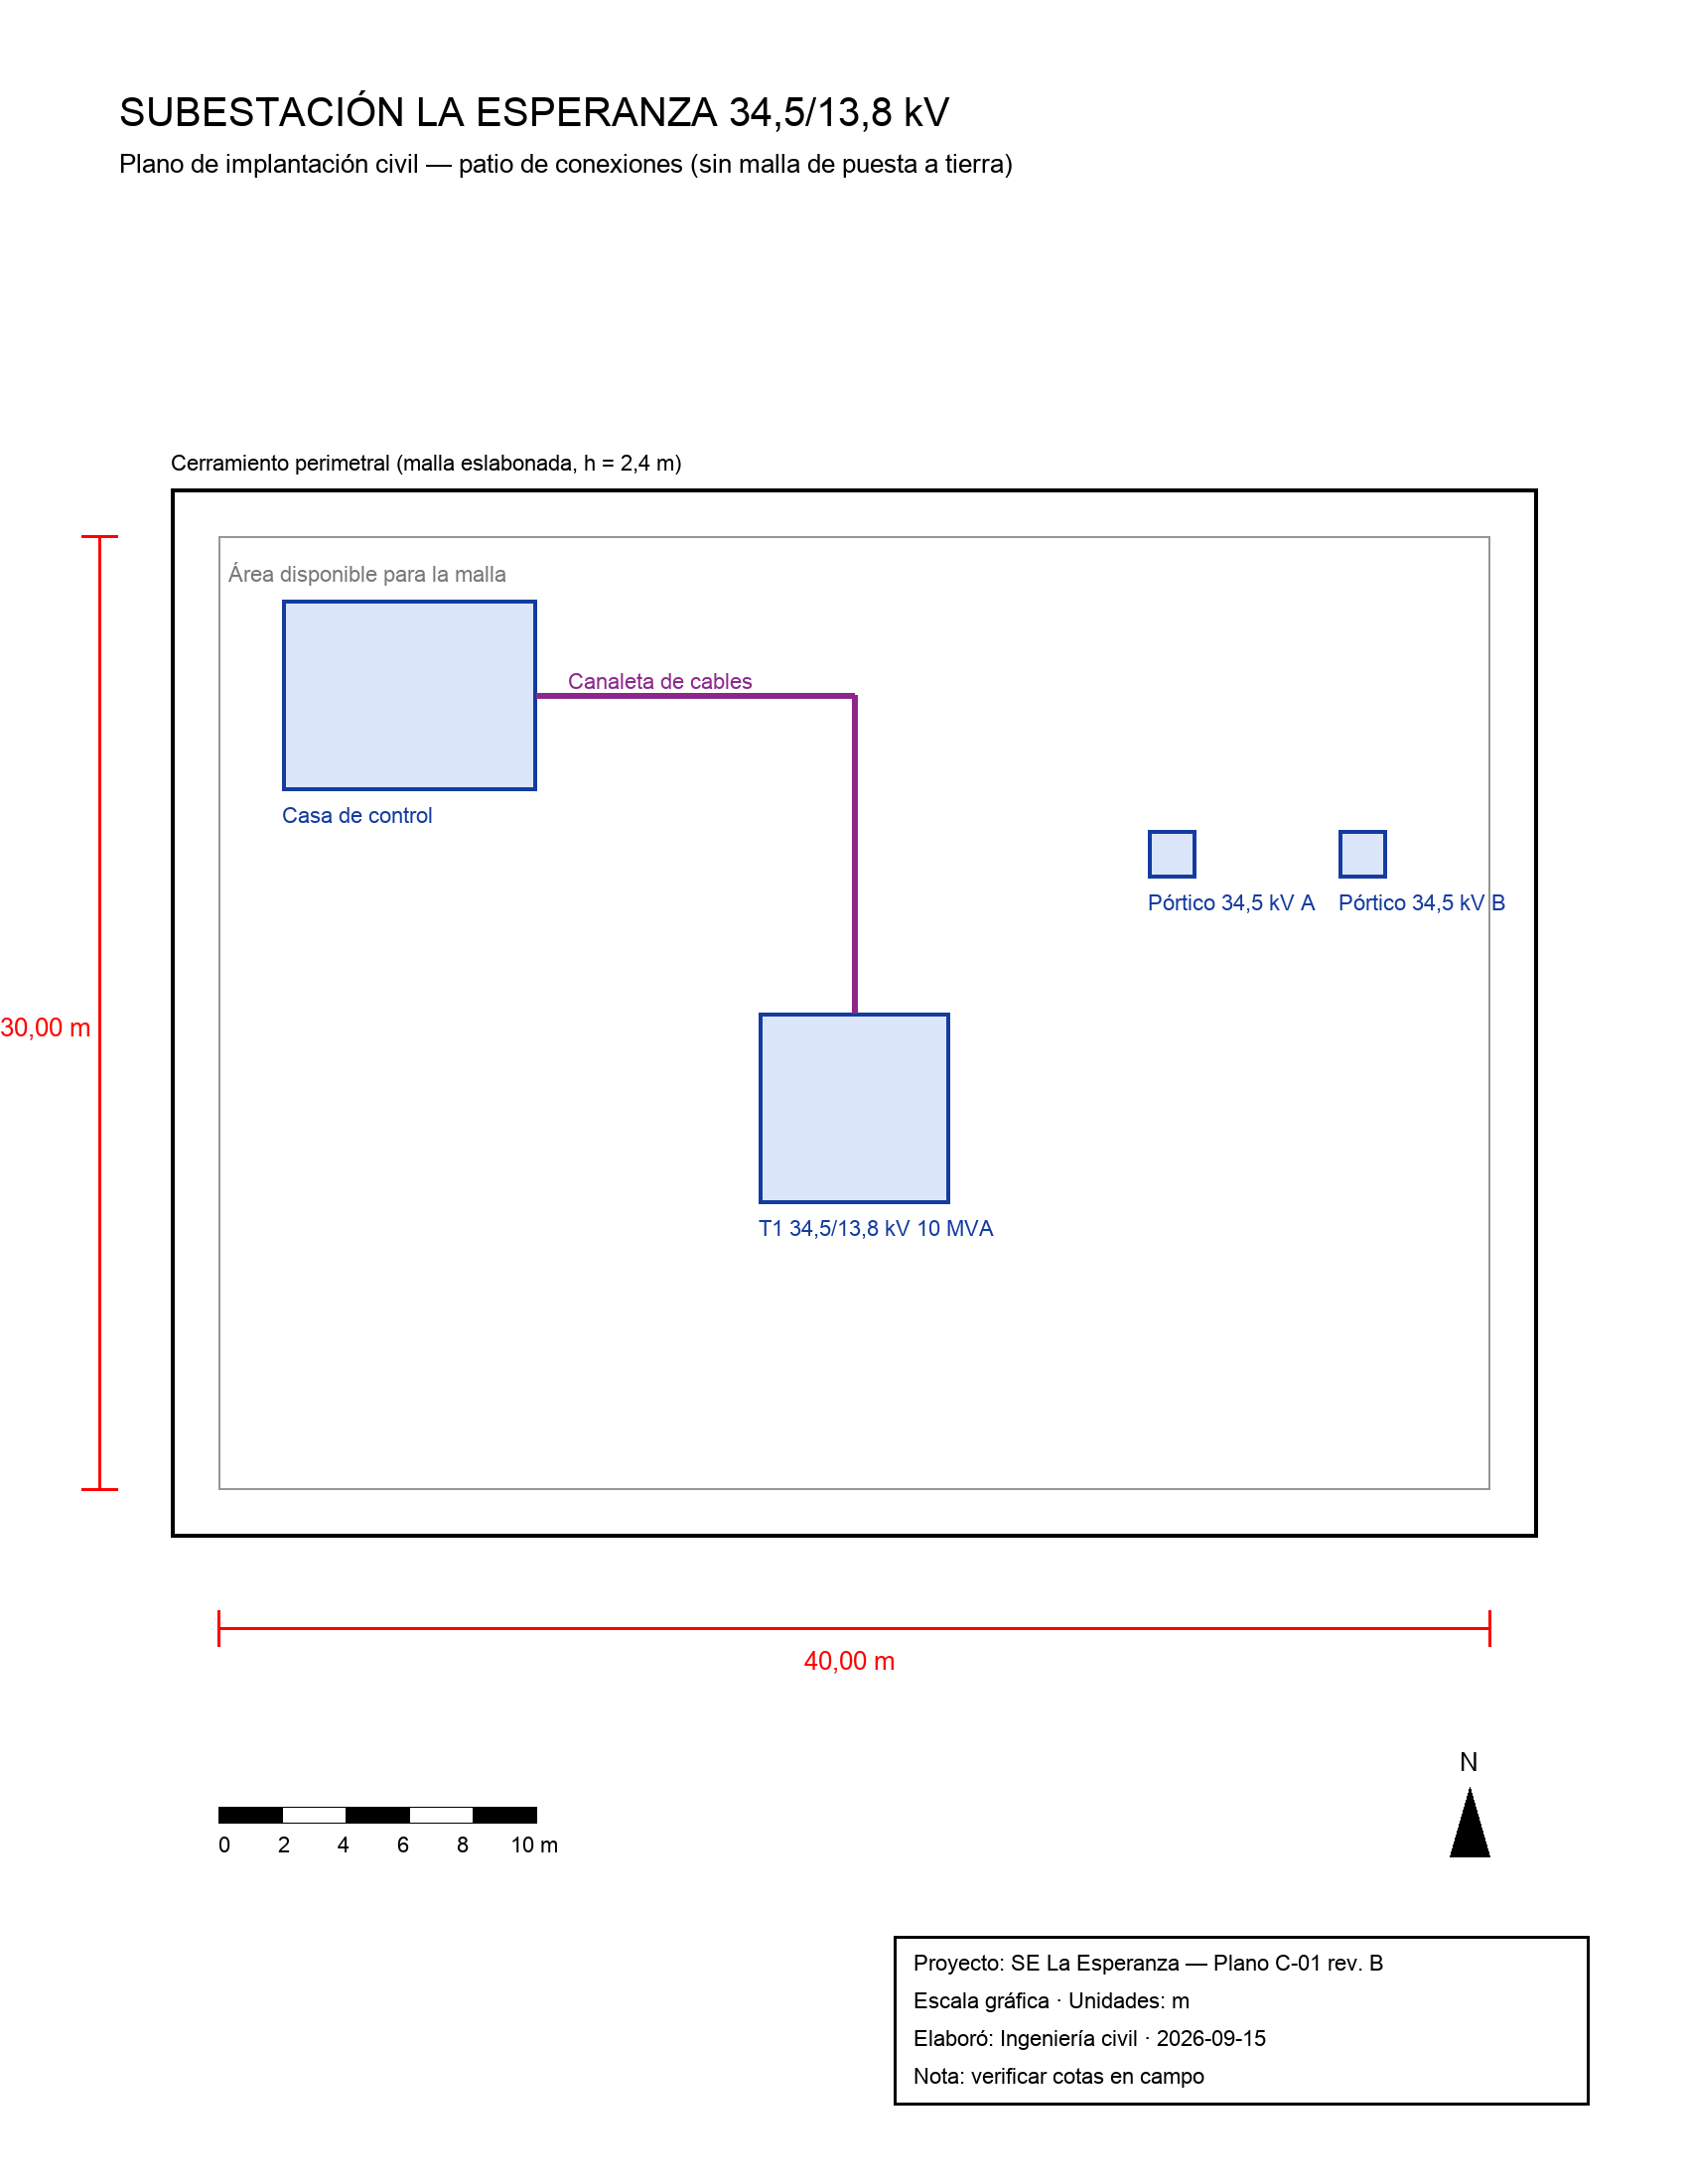 SUBESTACIÓN LA ESPERANZA 34,5/13,8 kV
Plano de implantación civil — patio de conexiones (sin malla de puesta a tierra)
Cerramiento perimetral (malla eslabonada, h = 2,4 m)
Área disponible para la malla
Canaleta de cables
Casa de control
Pórtico 34,5 kV A
Pórtico 34,5 kV B
30,00 m
T1 34,5/13,8 kV 10 MVA
40,00 m
N
0 2 4 6 8 10 m
Proyecto: SE La Esperanza — Plano C-01 rev. B
Escala gráfica · Unidades: m
Elaboró: Ingeniería civil · 2026-09-15
Nota: verificar cotas en campo